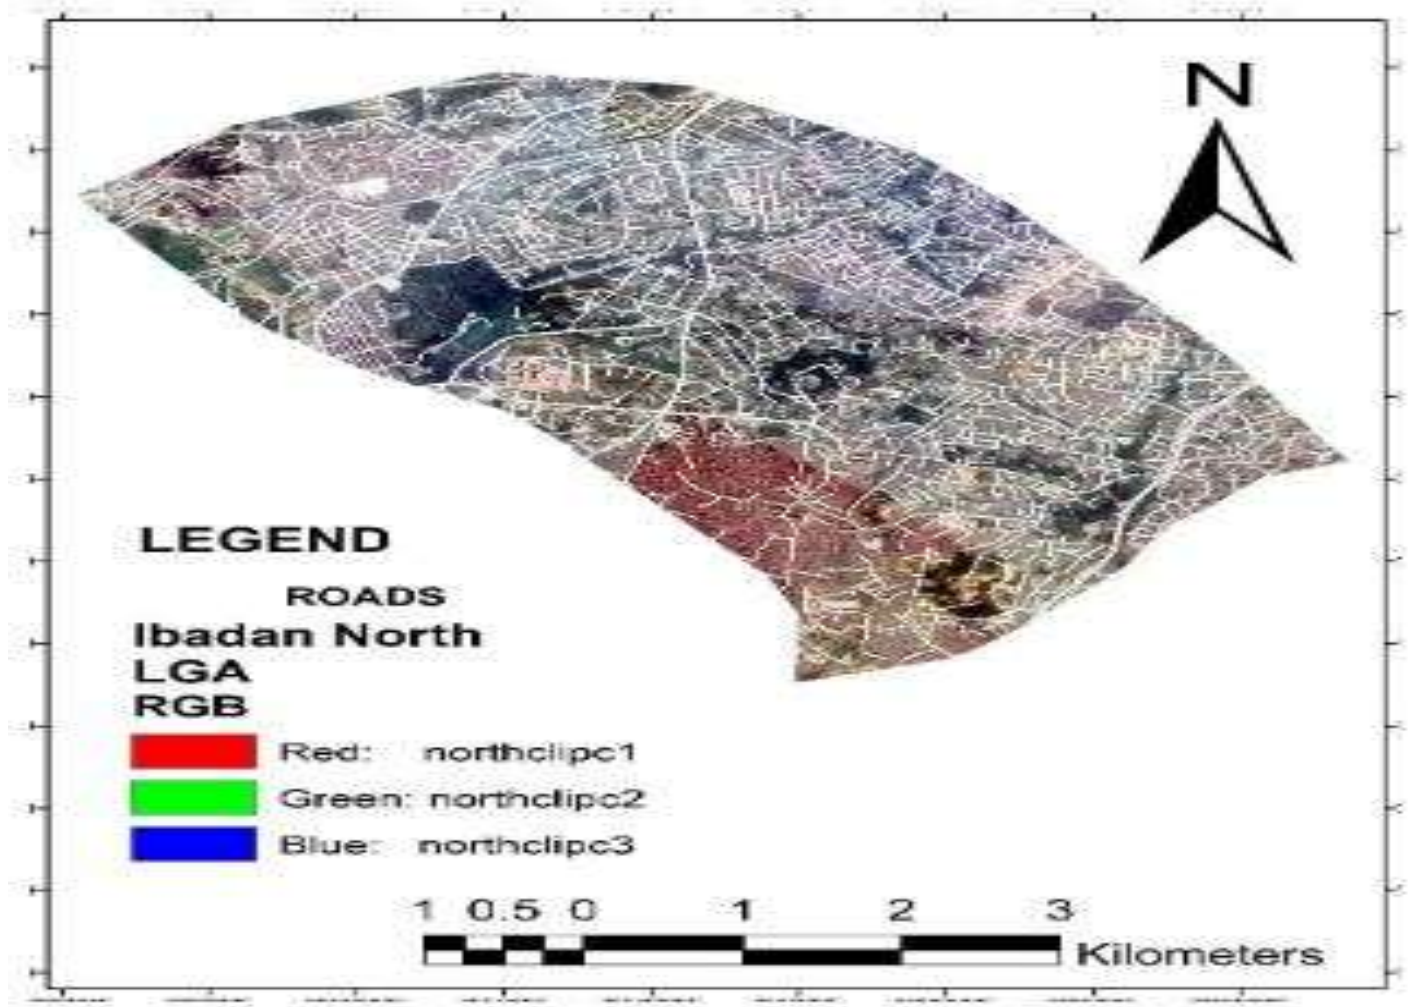 N
LEGEND
ROADS
Ibadan North
LGA
RGB
Red: northclipc1
Green: northclipc2
Blue: northclipc3
1 0.5 0 1 2 3
Kilometers